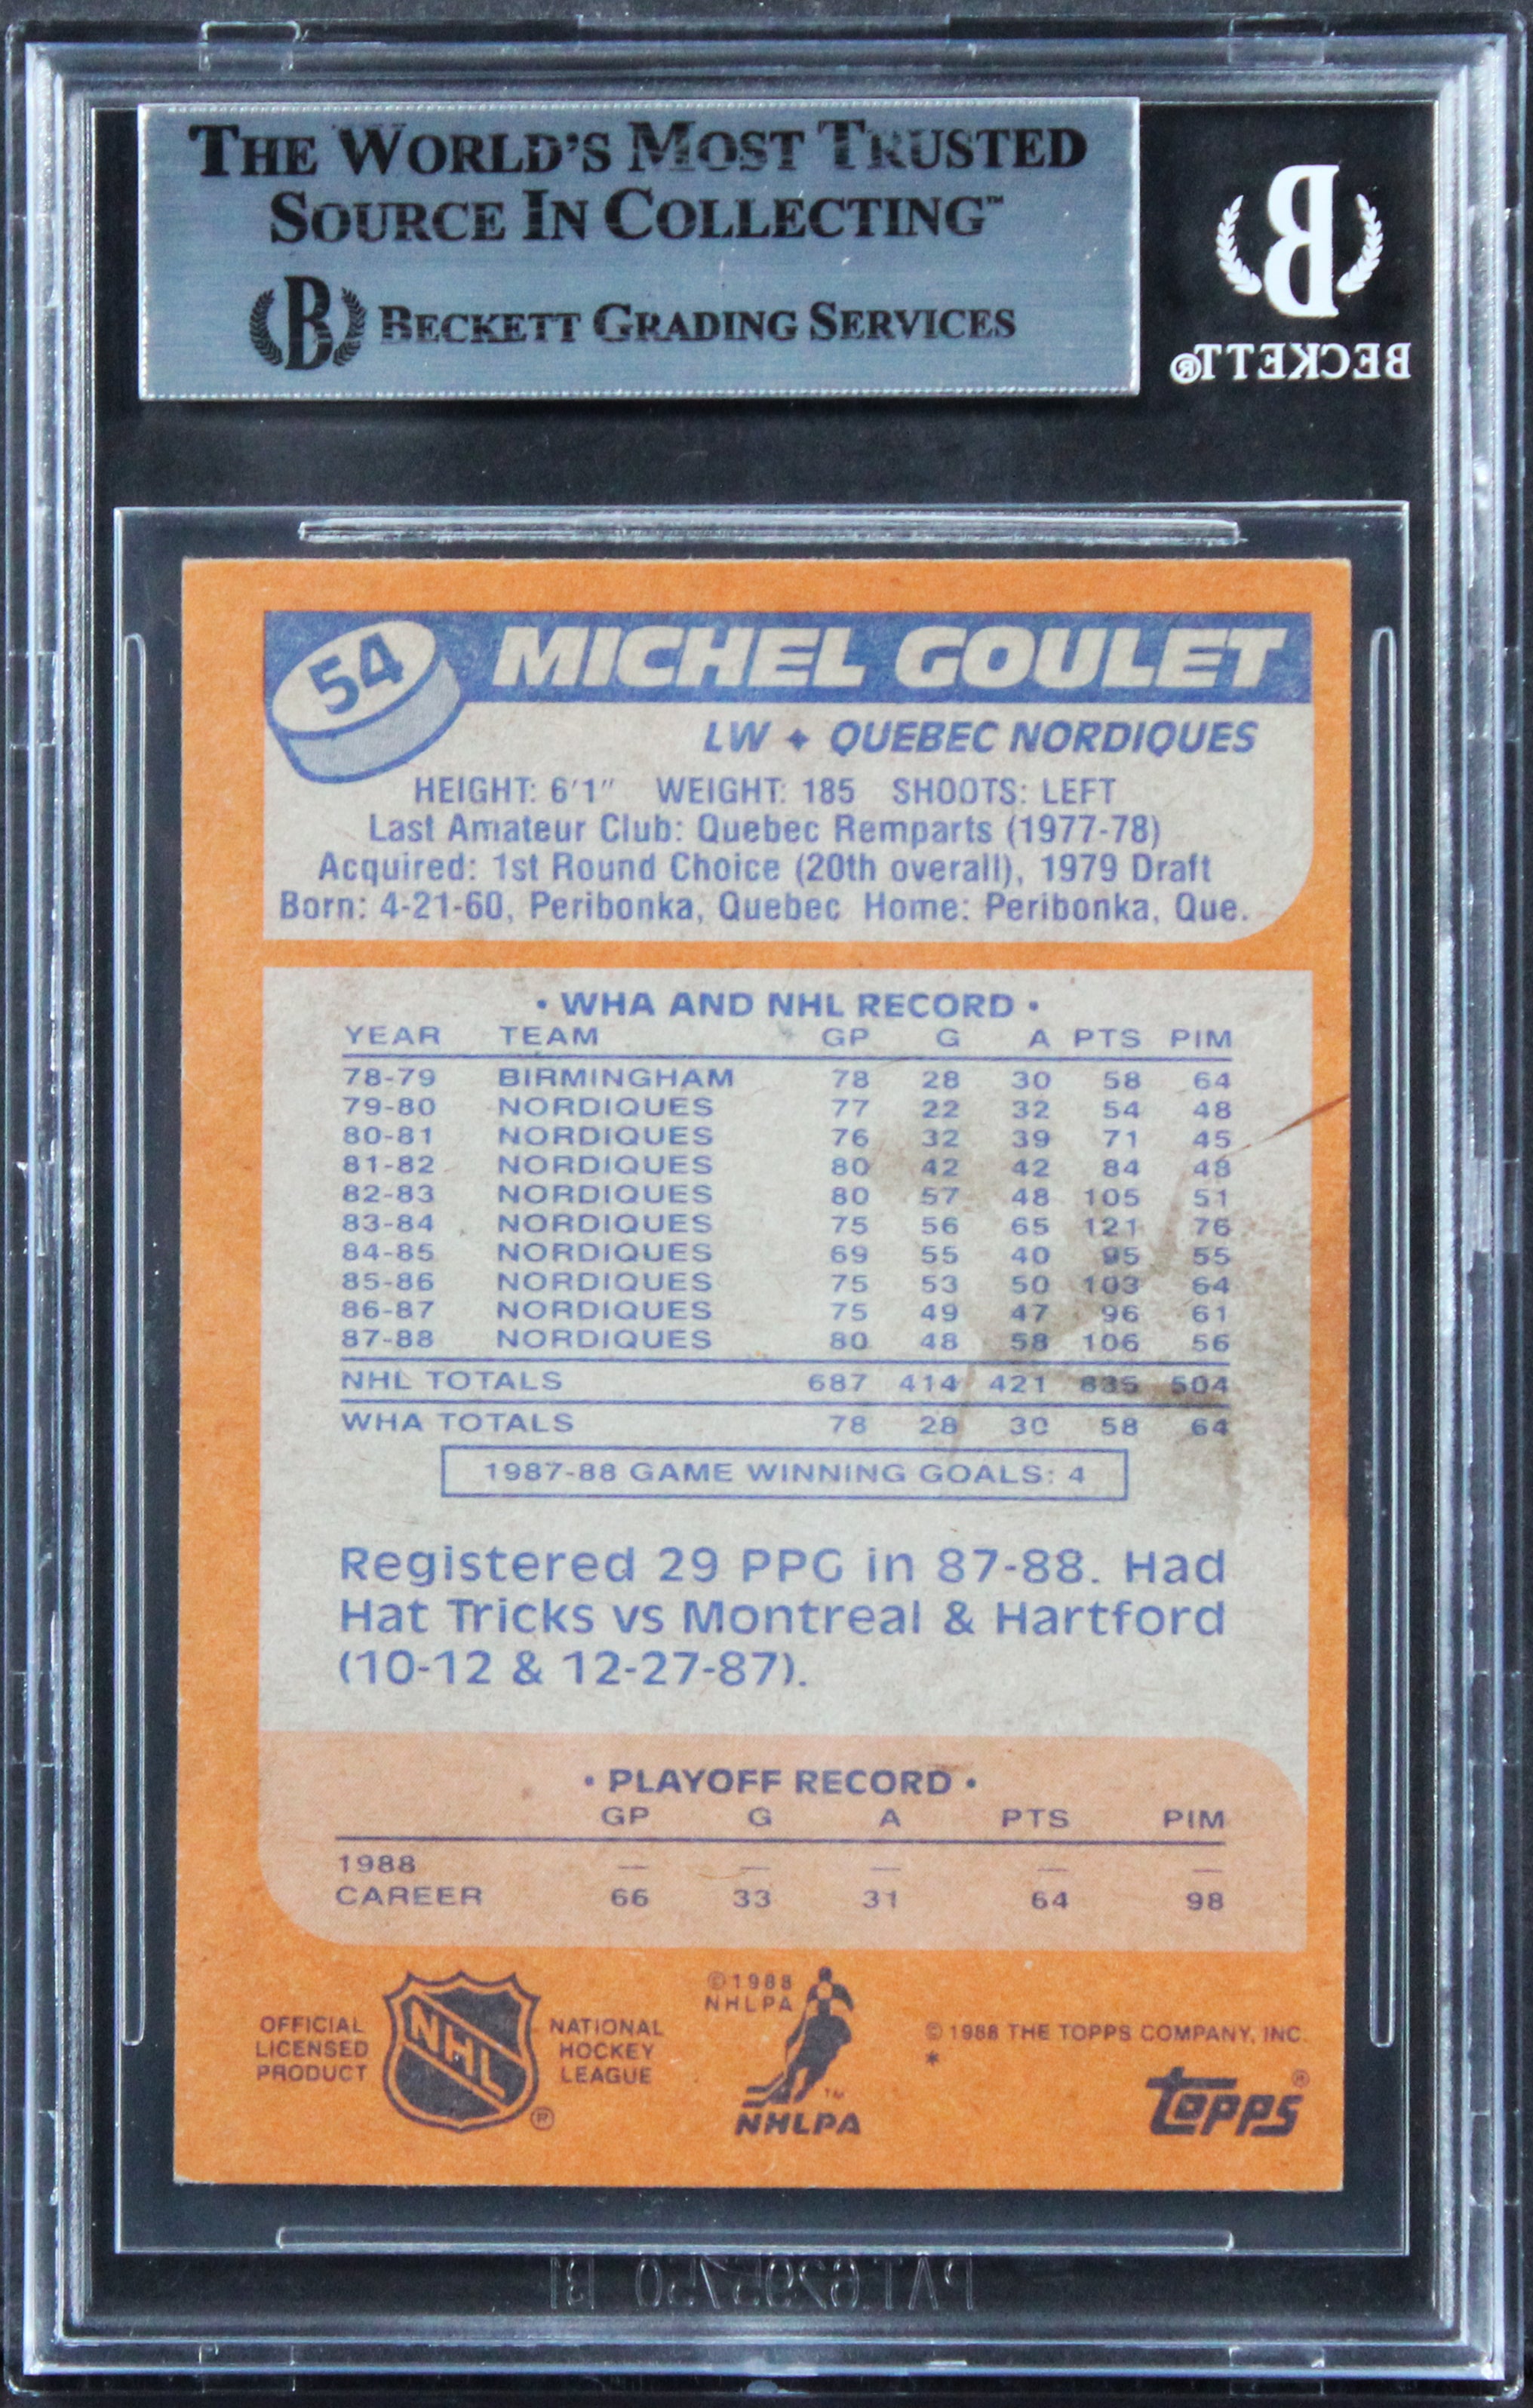 THE WORLD'S MOST TRUSTED
SOURCE IN COLLECTING™
B BECKETT GRADING SERVICES
B
BECKETT®
54 MICHEL GOULET
LW ✦ QUEBEC NORDIQUES
HEIGHT: 6'1" WEIGHT: 185 SHOOTS: LEFT
Last Amateur Club: Quebec Remparts (1977-78)
Acquired: 1st Round Choice (20th overall), 1979 Draft
Born: 4-21-60, Peribonka, Quebec Home: Peribonka, Que.
• WHA AND NHL RECORD •
YEAR TEAM GP G A PTS PIM
78-79 BIRMINGHAM 78 28 30 58 64
79-80 NORDIQUES 77 22 32 54 48
80-81 NORDIQUES 76 32 39 71 45
81-82 NORDIQUES 80 42 42 84 48
82-83 NORDIQUES 80 57 48 105 51
83-84 NORDIQUES 75 56 65 121 76
84-85 NORDIQUES 69 55 40 95 55
85-86 NORDIQUES 75 53 50 103 64
86-87 NORDIQUES 75 49 47 96 61
87-88 NORDIQUES 80 48 58 106 56
NHL TOTALS 687 414 421 835 504
WHA TOTALS 78 28 30 58 64
1987-88 GAME WINNING GOALS: 4
Registered 29 PPG in 87-88. Had
Hat Tricks vs Montreal & Hartford
(10-12 & 12-27-87).
• PLAYOFF RECORD •
GP G A PTS PIM
1988 — — — — —
CAREER 66 33 31 64 98
OFFICIAL
LICENSED
PRODUCT
NHL
®
NATIONAL
HOCKEY
LEAGUE
©1988
NHLPA
™
NHLPA
© 1988 THE TOPPS COMPANY, INC.
*
topps®